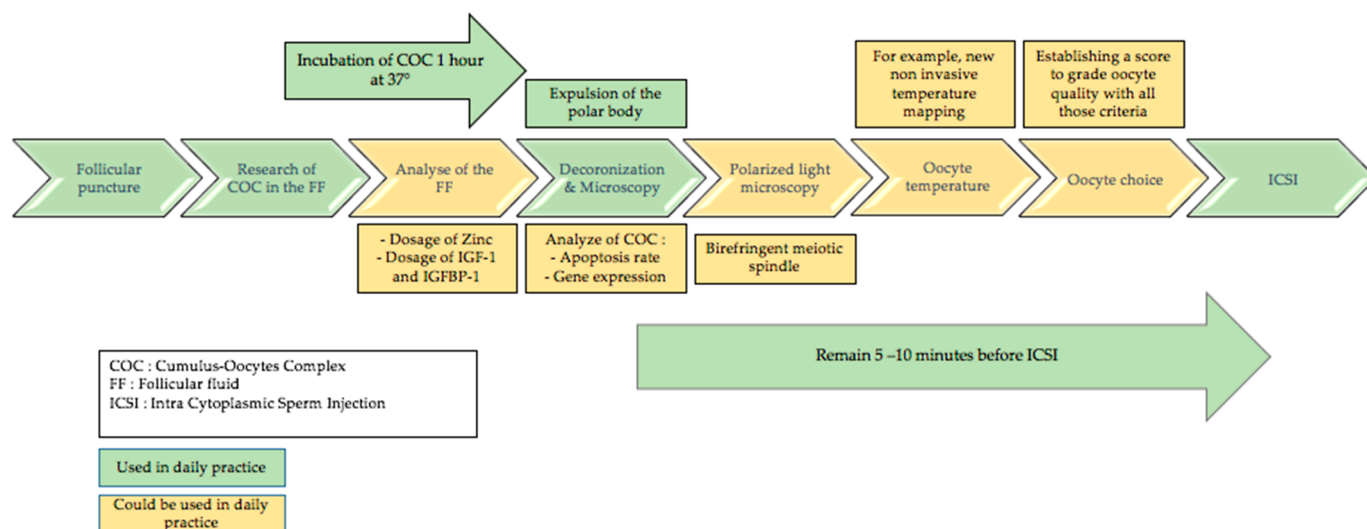 Incubation of COC 1 hour
at 37°
Expulsion of the
polar body
For example, new
non invasive
temperature
mapping
Establishing a score
to grade oocyte
quality with all
those criteria
Follicular
puncture
Research of
COC in the FF
Analyse of the
FF
Decoronization
& Microscopy
Polarized light
microscopy
Oocyte
temperature
Oocyte choice
ICSI
- Dosage of Zinc
- Dosage of IGF-1
and IGFBP-1
Analyze of COC :
- Apoptosis rate
- Gene expression
Birefringent meiotic
spindle
Remain 5 –10 minutes before ICSI
COC : Cumulus-Oocytes Complex
FF : Follicular fluid
ICSI : Intra Cytoplasmic Sperm Injection
Used in daily practice
Could be used in daily
practice